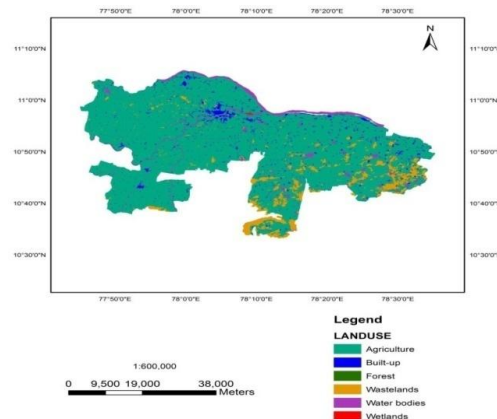 77°50'0"E 78°0'0"E 78°10'0"E 78°20'0"E 78°30'0"E
N
11°10'0"N 11°10'0"N
11°0'0"N 11°0'0"N
10°50'0"N 10°50'0"N
10°40'0"N 10°40'0"N
10°30'0"N 10°30'0"N
77°50'0"E 78°0'0"E 78°10'0"E 78°20'0"E 78°30'0"E
Legend
LANDUSE
Agriculture
Built-up
Forest
Wastelands
Water bodies
Wetlands
1:600,000
0 9,500 19,000 38,000
Meters